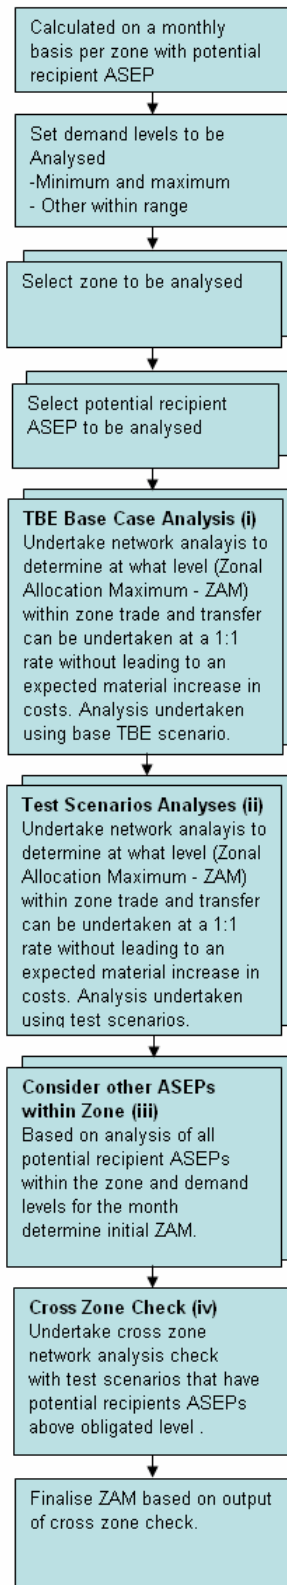 Calculated on a monthly
basis per zone with potential
recipient ASEP
Set demand levels to be
Analysed
-Minimum and maximum
- Other within range
Select zone to be analysed
Select potential recipient
ASEP to be analysed
TBE Base Case Analysis (i)
Undertake network analayis to
determine at what level (Zonal
Allocation Maximum - ZAM)
within zone trade and transfer
can be undertaken at a 1:1
rate without leading to an
expected material increase in
costs. Analysis undertaken
using base TBE scenario.
Test Scenarios Analyses (ii)
Undertake network analayis to
determine at what level (Zonal
Allocation Maximum - ZAM)
within zone trade and transfer
can be undertaken at a 1:1
rate without leading to an
expected material increase in
costs. Analysis undertaken
using test scenarios.
Consider other ASEPs
within Zone (iii)
Based on analysis of all
potential recipient ASEPs
within the zone and demand
levels for the month
determine initial ZAM.
Cross Zone Check (iv)
Undertake cross zone
network analysis check
with test scenarios that have
potential recipients ASEPs
above obligated level .
Finalise ZAM based on output
of cross zone check.